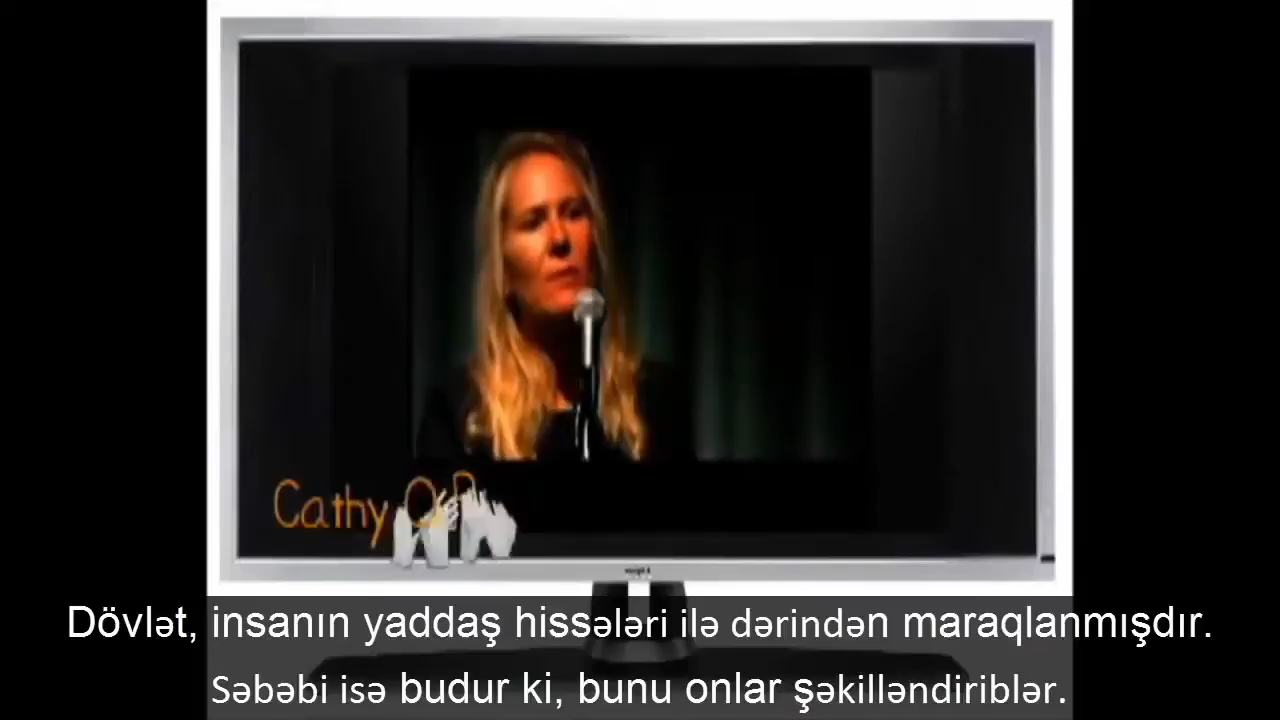 Cathy
Dövlət, insanın yaddaş hissələri ilə dərindən maraqlanmışdır.
Səbəbi isə budur ki, bunu onlar şəkilləndiriblər.